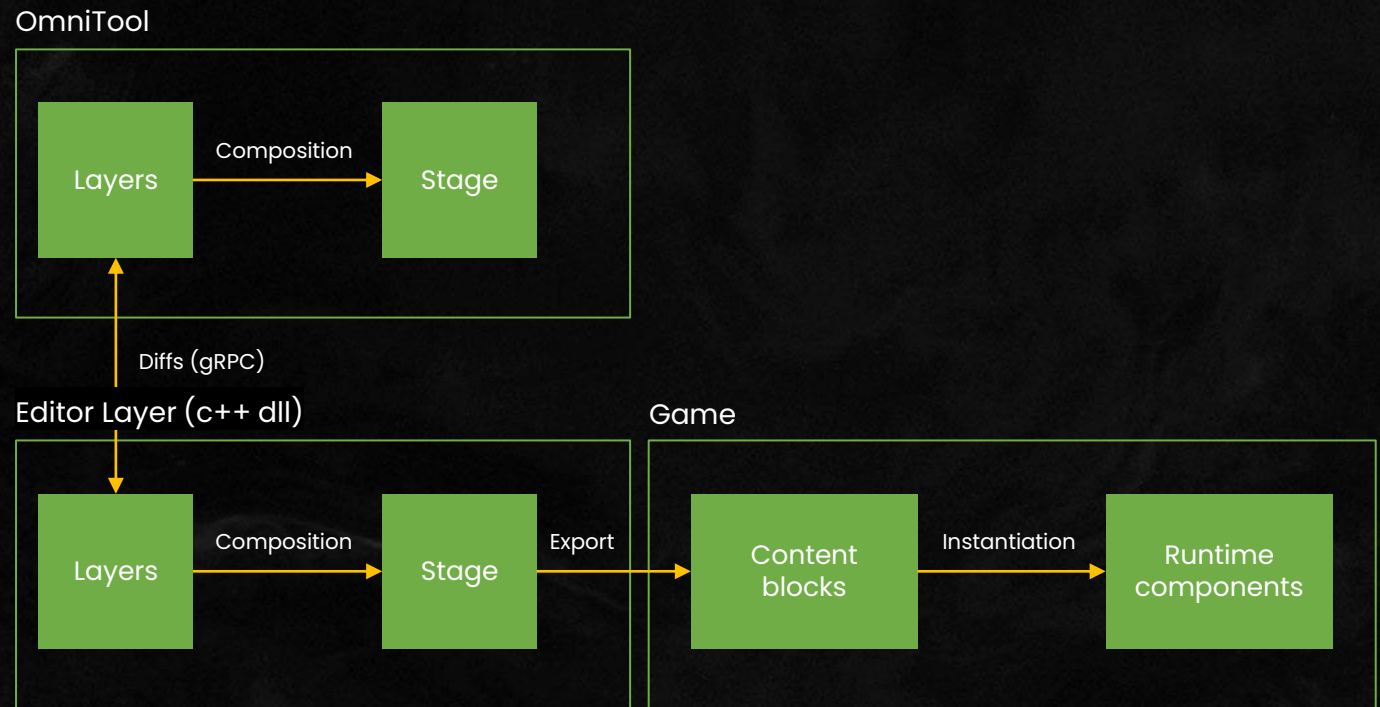 OmniTool
Layers
Composition
Stage
Diffs (gRPC)
Editor Layer (c++ dll)
Game
Layers
Composition
Stage
Export
Content
blocks
Instantiation
Runtime
components